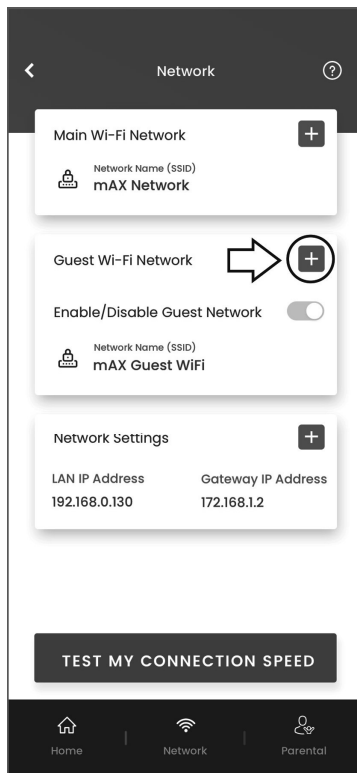 Network
?
Main Wi-Fi Network
+
Network Name (SSID)
mAX Network
Guest Wi-Fi Network
+
Enable/Disable Guest Network
Network Name (SSID)
mAX Guest WiFi
Network Settings
+
LAN IP Address Gateway IP Address
192.168.0.130 172.168.1.2
TEST MY CONNECTION SPEED
Home Network Parental